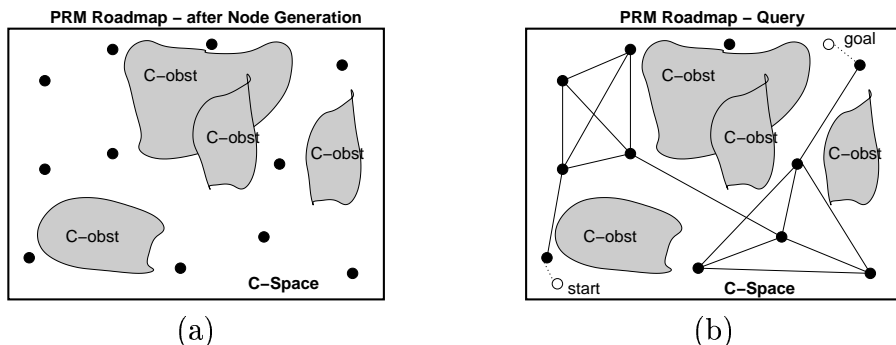 PRM Roadmap – after Node Generation
C–obst
C–obst
C–obst
C–obst
C–Space
(a)
PRM Roadmap – Query
goal
C–obst
C–obst
C–obst
C–obst
start
C–Space
(b)